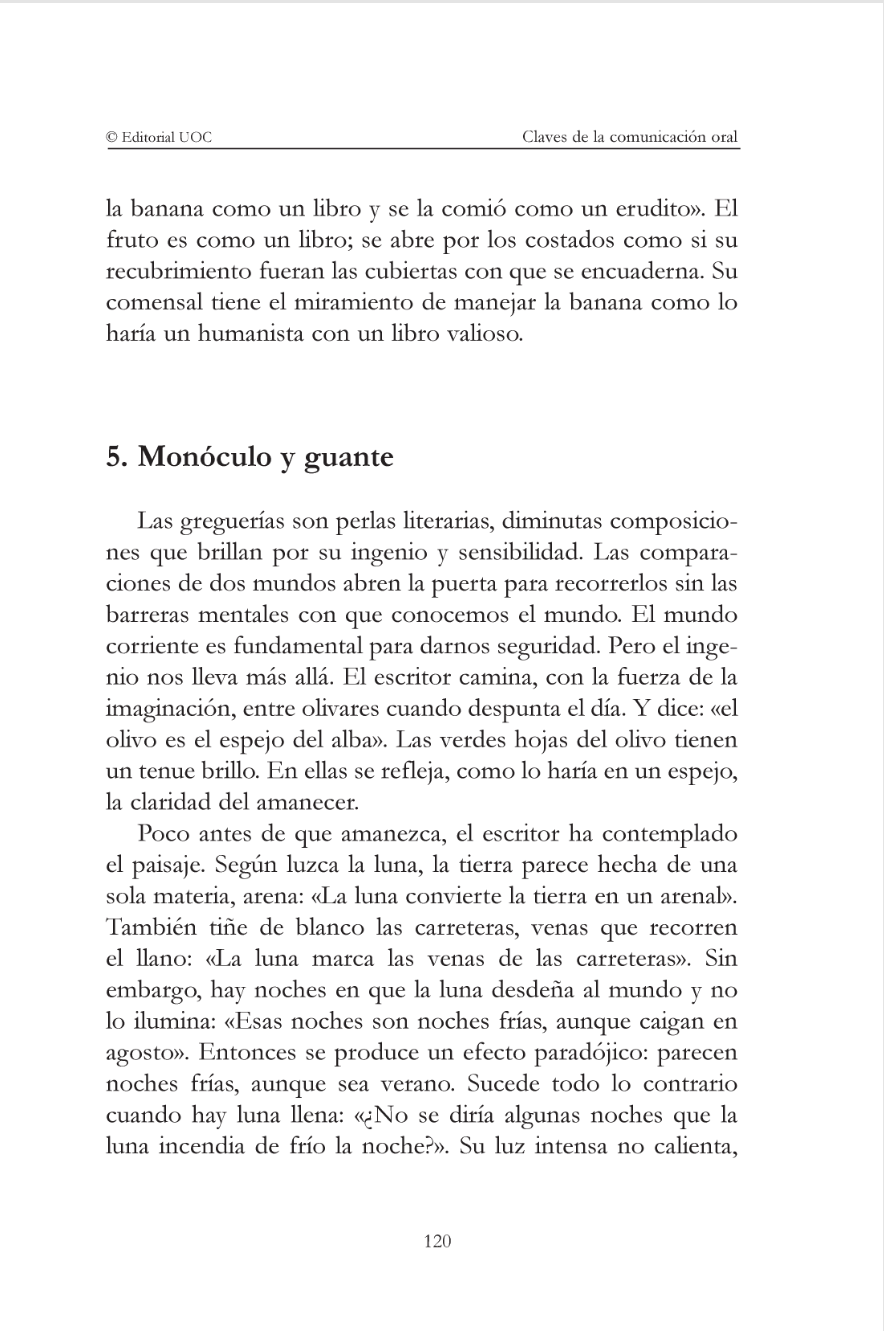 © Editorial UOC
Claves de la comunicación oral
la banana como un libro y se la comió como un erudito». El
fruto es como un libro; se abre por los costados como si su
recubrimiento fueran las cubiertas con que se encuaderna. Su
comensal tiene el miramiento de manejar la banana como lo
haría un humanista con un libro valioso.
5. Monóculo y guante
Las greguerías son perlas literarias, diminutas composicio-
nes que brillan por su ingenio y sensibilidad. Las compara-
ciones de dos mundos abren la puerta para recorrerlos sin las
barreras mentales con que conocemos el mundo. El mundo
corriente es fundamental para darnos seguridad. Pero el inge-
nio nos lleva más allá. El escritor camina, con la fuerza de la
imaginación, entre olivares cuando despunta el día. Y dice: «el
olivo es el espejo del alba». Las verdes hojas del olivo tienen
un tenue brillo. En ellas se refleja, como lo haría en un espejo,
la claridad del amanecer.
Poco antes de que amanezca, el escritor ha contemplado
el paisaje. Según luzca la luna, la tierra parece hecha de una
sola materia, arena: «La luna convierte la tierra en un arenal».
También tiñe de blanco las carreteras, venas que recorren
el llano: «La luna marca las venas de las carreteras». Sin
embargo, hay noches en que la luna desdeña al mundo y no
lo ilumina: «Esas noches son noches frías, aunque caigan en
agosto». Entonces se produce un efecto paradójico: parecen
noches frías, aunque sea verano. Sucede todo lo contrario
cuando hay luna llena: «¿No se diría algunas noches que la
luna incendia de frío la noche?». Su luz intensa no calienta,
120